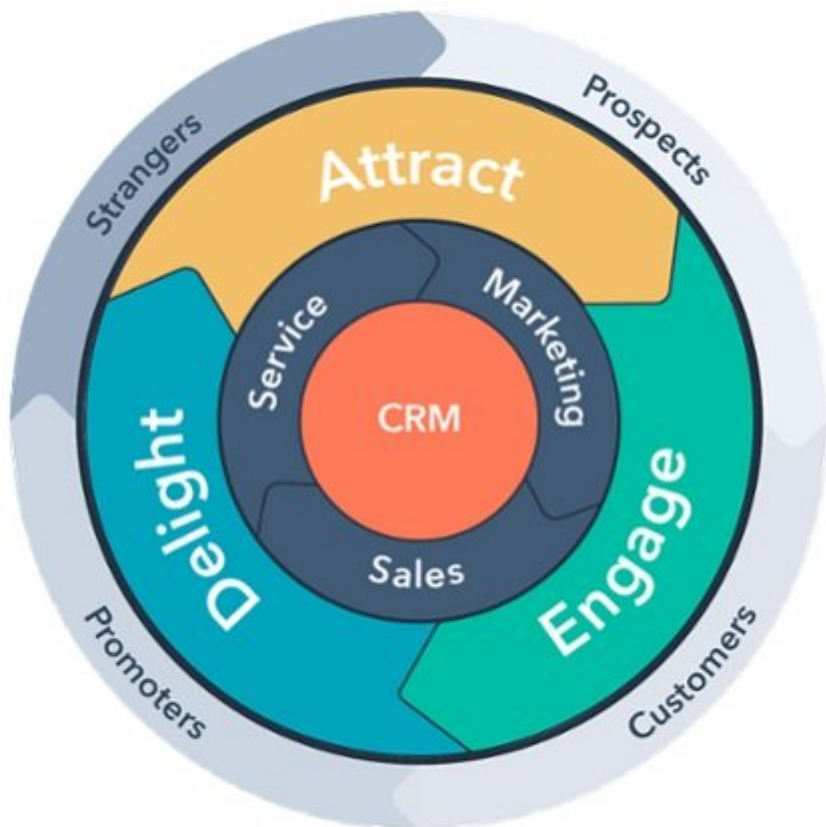 Strangers
Prospects
Customers
Promoters
Attract
Engage
Delight
Service
Marketing
Sales
CRM